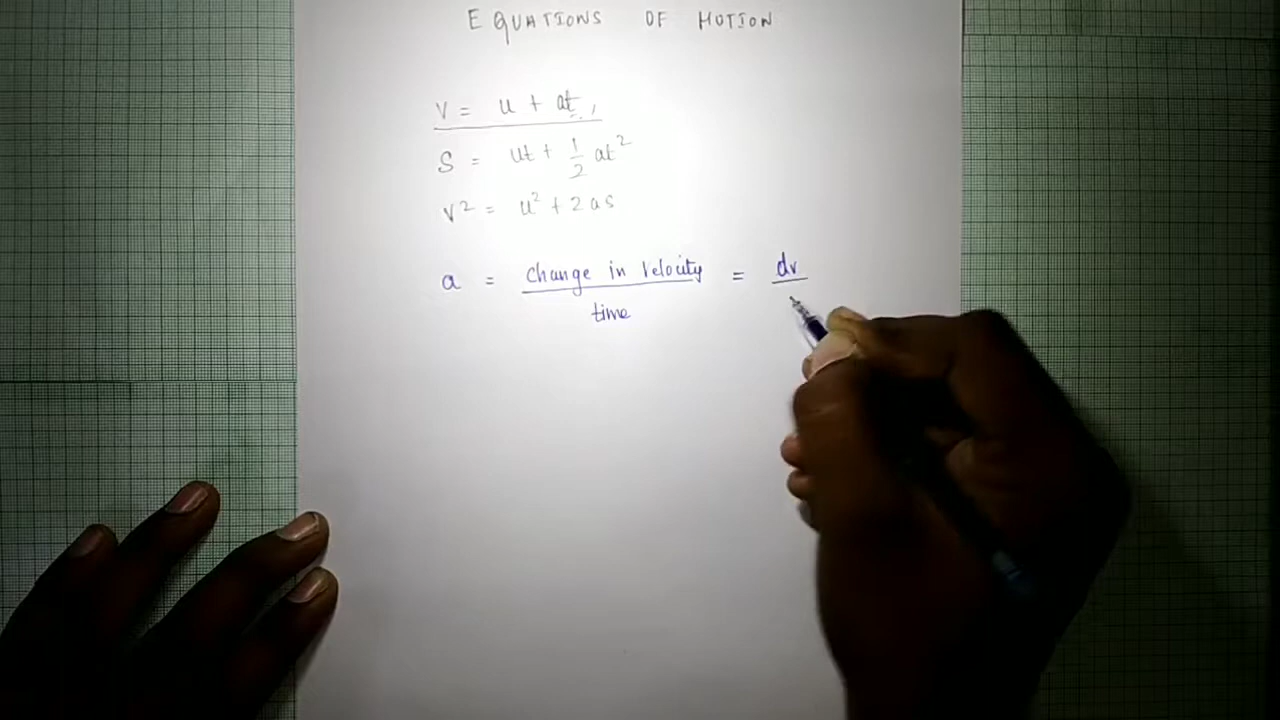 EQUATIONS OF MOTION
V = u + at,
S = ut + 1/2 at²
V² = u² + 2as
a = change in velocity / time = dv